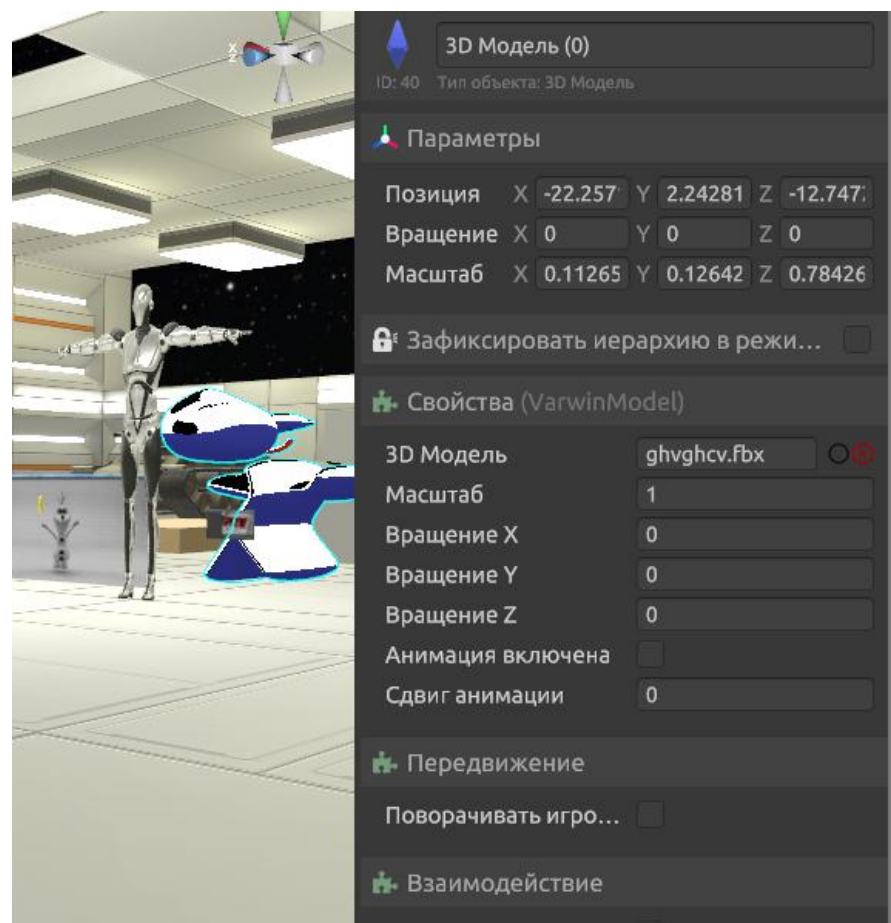 3D Модель (0)
ID: 40 Тип объекта: 3D Модель
Параметры
Позиция X -22.257 Y 2.24281 Z -12.747
Вращение X 0 Y 0 Z 0
Масштаб X 0.11265 Y 0.12642 Z 0.78426
Зафиксировать иерархию в режи...
Свойства (VarwinModel)
3D Модель ghvghcv.fbx
Масштаб 1
Вращение X 0
Вращение Y 0
Вращение Z 0
Анимация включена
Сдвиг анимации 0
Передвижение
Поворачивать игро...
Взаимодействие